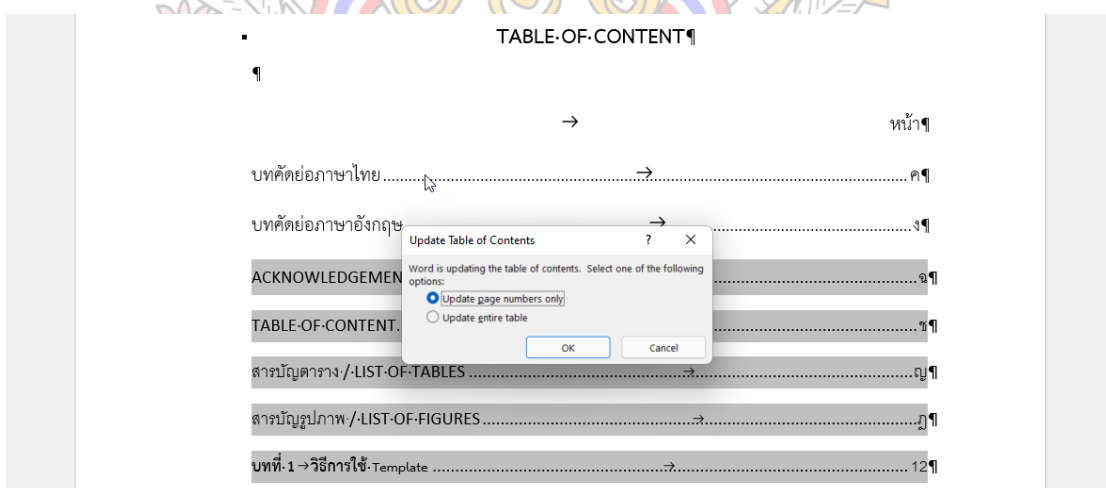 TABLE·OF·CONTENT¶
¶
→ หน้า¶
บทคัดย่อภาษาไทย......→......ค¶
บทคัดย่อภาษาอังกฤษ→......ง¶
Update Table of Contents ? ×
Word is updating the table of contents. Select one of the following options:
Update page numbers only
Update entire table
OK Cancel
ACKNOWLEDGEMEN......ฉ¶
TABLE·OF·CONTENT.......ช¶
สารบัญตาราง·/·LIST·OF·TABLES......→......ญ¶
สารบัญรูปภาพ·/·LIST·OF·FIGURES......→......ฎ¶
บทที่·1→วิธีการใช้·Template......→......12¶